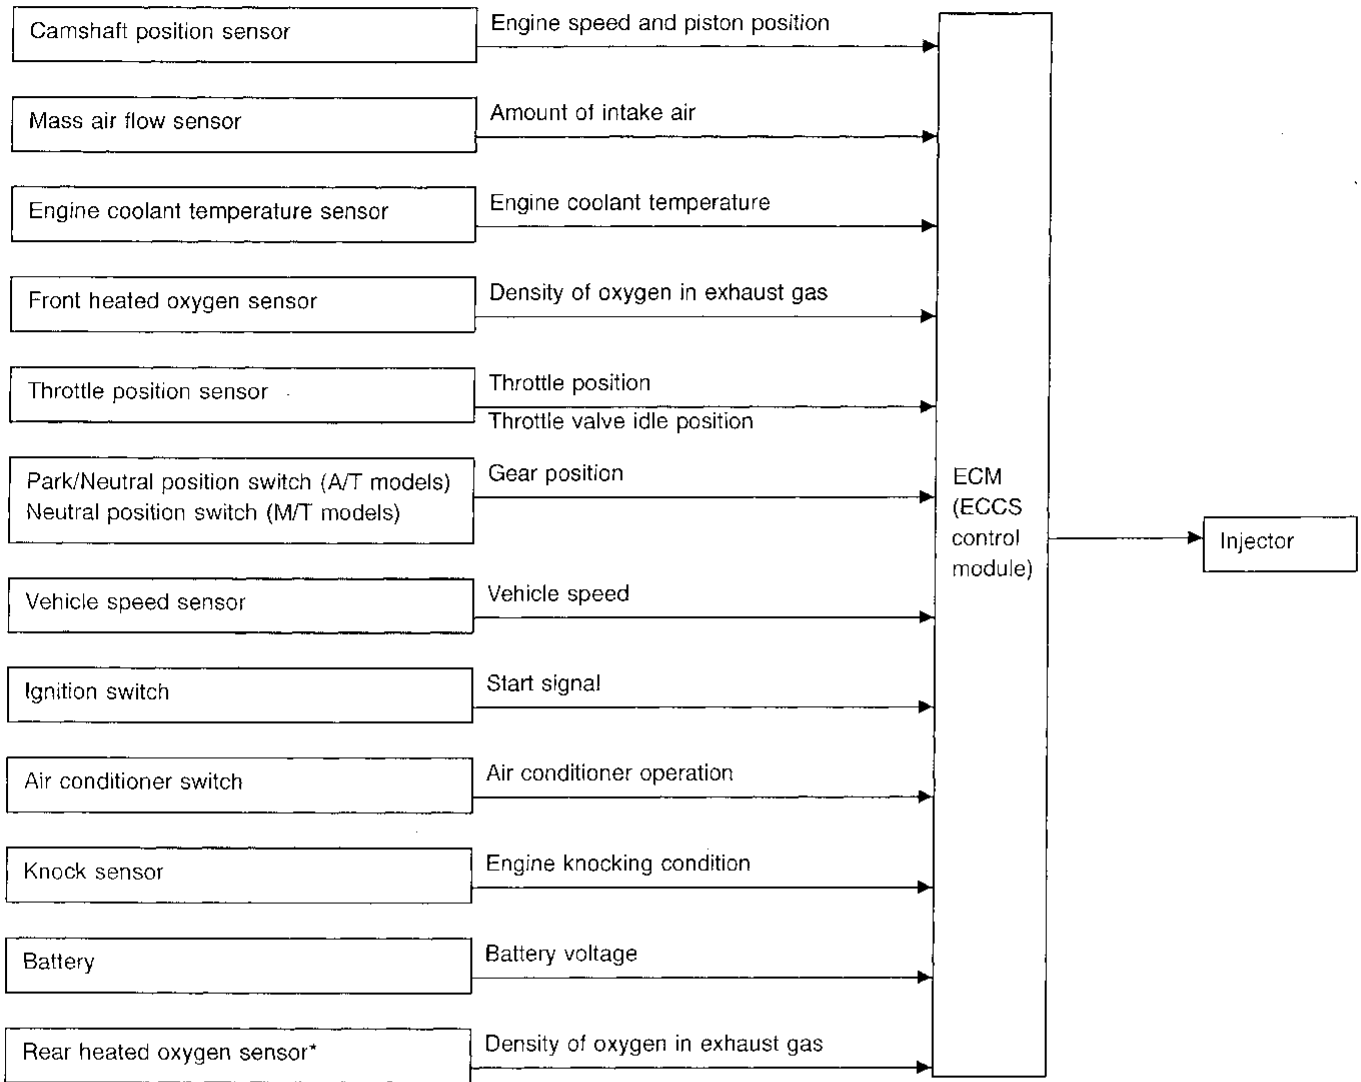 Camshaft position sensor
Engine speed and piston position
Mass air flow sensor
Amount of intake air
Engine coolant temperature sensor
Engine coolant temperature
Front heated oxygen sensor
Density of oxygen in exhaust gas
Throttle position sensor
Throttle position
Throttle valve idle position
Park/Neutral position switch (A/T models)
Neutral position switch (M/T models)
Gear position
Vehicle speed sensor
Vehicle speed
Ignition switch
Start signal
Air conditioner switch
Air conditioner operation
Knock sensor
Engine knocking condition
Battery
Battery voltage
Rear heated oxygen sensor*
Density of oxygen in exhaust gas
ECM
(ECCS
control
module)
Injector